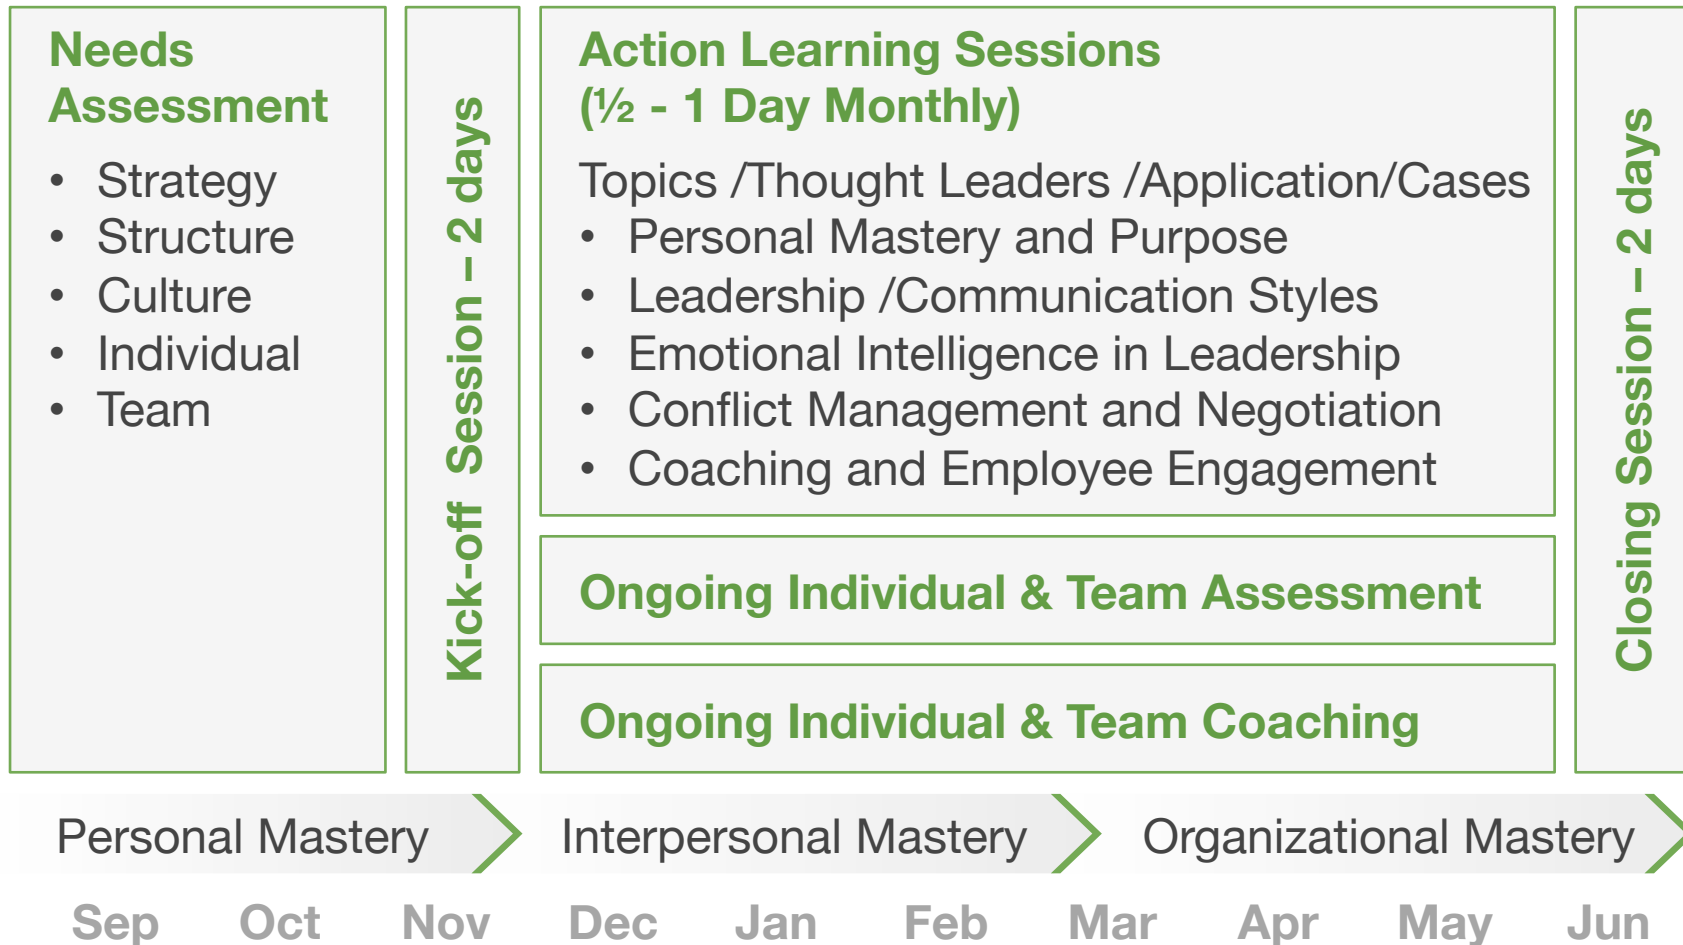 Needs
Assessment
• Strategy
• Structure
• Culture
• Individual
• Team
Kick-off Session – 2 days
Action Learning Sessions
(½ - 1 Day Monthly)
Topics /Thought Leaders /Application/Cases
• Personal Mastery and Purpose
• Leadership /Communication Styles
• Emotional Intelligence in Leadership
• Conflict Management and Negotiation
• Coaching and Employee Engagement
Ongoing Individual & Team Assessment
Ongoing Individual & Team Coaching
Closing Session – 2 days
Personal Mastery Interpersonal Mastery Organizational Mastery
Sep Oct Nov Dec Jan Feb Mar Apr May Jun